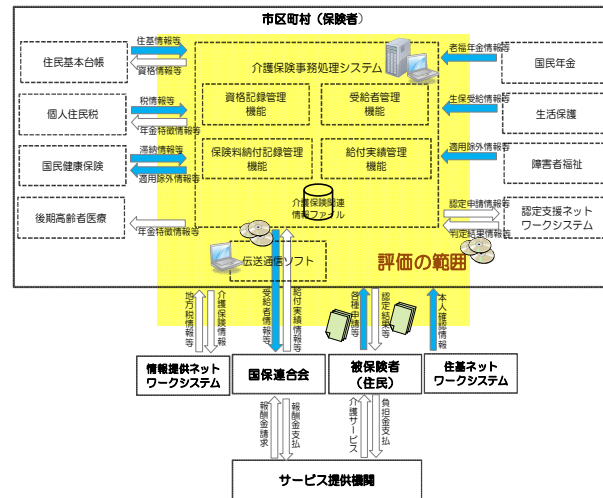 市区町村(保険者)
住民基本台帳
住基情報等
資格情報等
個人住民税
税情報等
年金特徴情報等
国民健康保険
滞納情報等
適用除外情報等
後期高齢者医療
年金特徴情報等
介護保険事務処理システム
資格記録管理
機能
受給者管理
機能
保険料納付記録管理
機能
給付実績管理
機能
介護保険関連
情報ファイル
伝送通信ソフト
老福年金情報等
国民年金
生保受給情報等
生活保護
適用除外情報等
障害者福祉
認定申請情報等
判定結果情報等
認定支援ネット
ワークシステム
評価の範囲
地方税情報等
介護保険情報
受給者情報等
給付実績情報等
各種申請等
認定結果等
本人確認情報
情報提供ネット
ワークシステム
国保連合会
被保険者
(住民)
住基ネット
ワークシステム
報酬金請求
報酬金支払
介護サービス
負担金支払
サービス提供機関